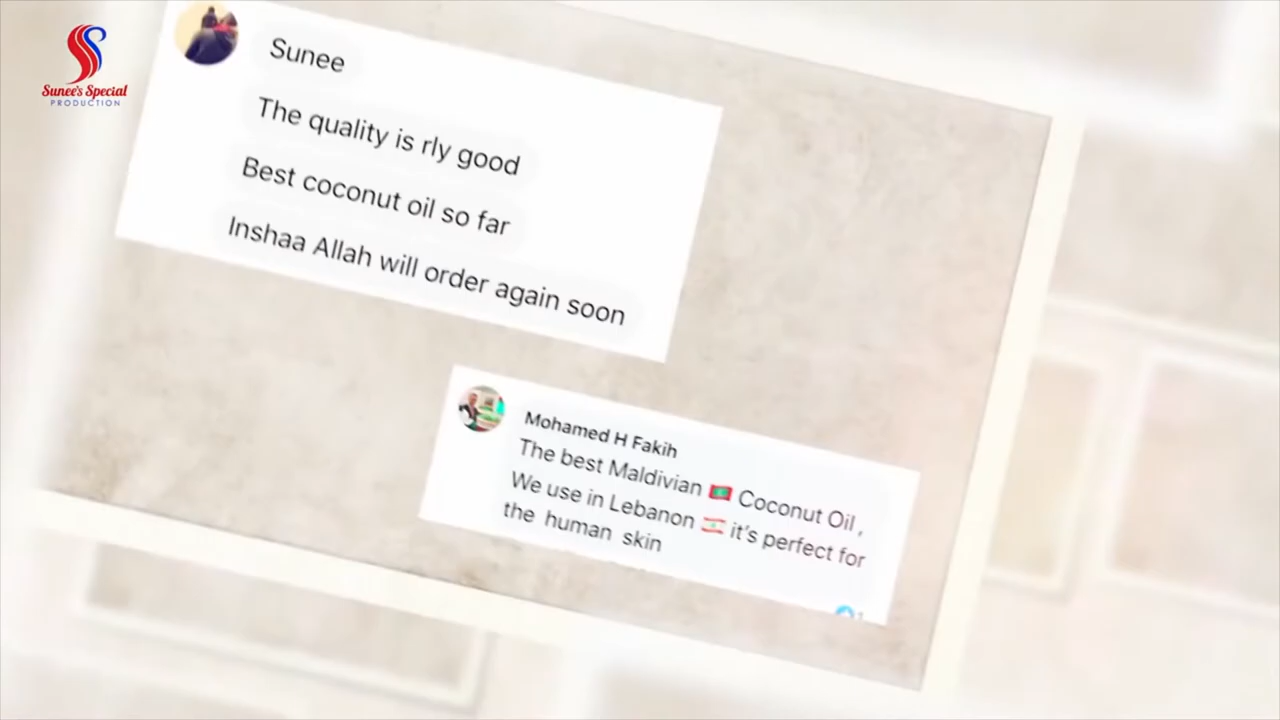 Sunee's Special
PRODUCTION
Sunee
The quality is rly good
Best coconut oil so far
Inshaa Allah will order again soon
Mohamed H Fakih
The best Maldivian 🇲🇻 Coconut Oil ,
We use in Lebanon 🇱🇧 it's perfect for
the human skin
1